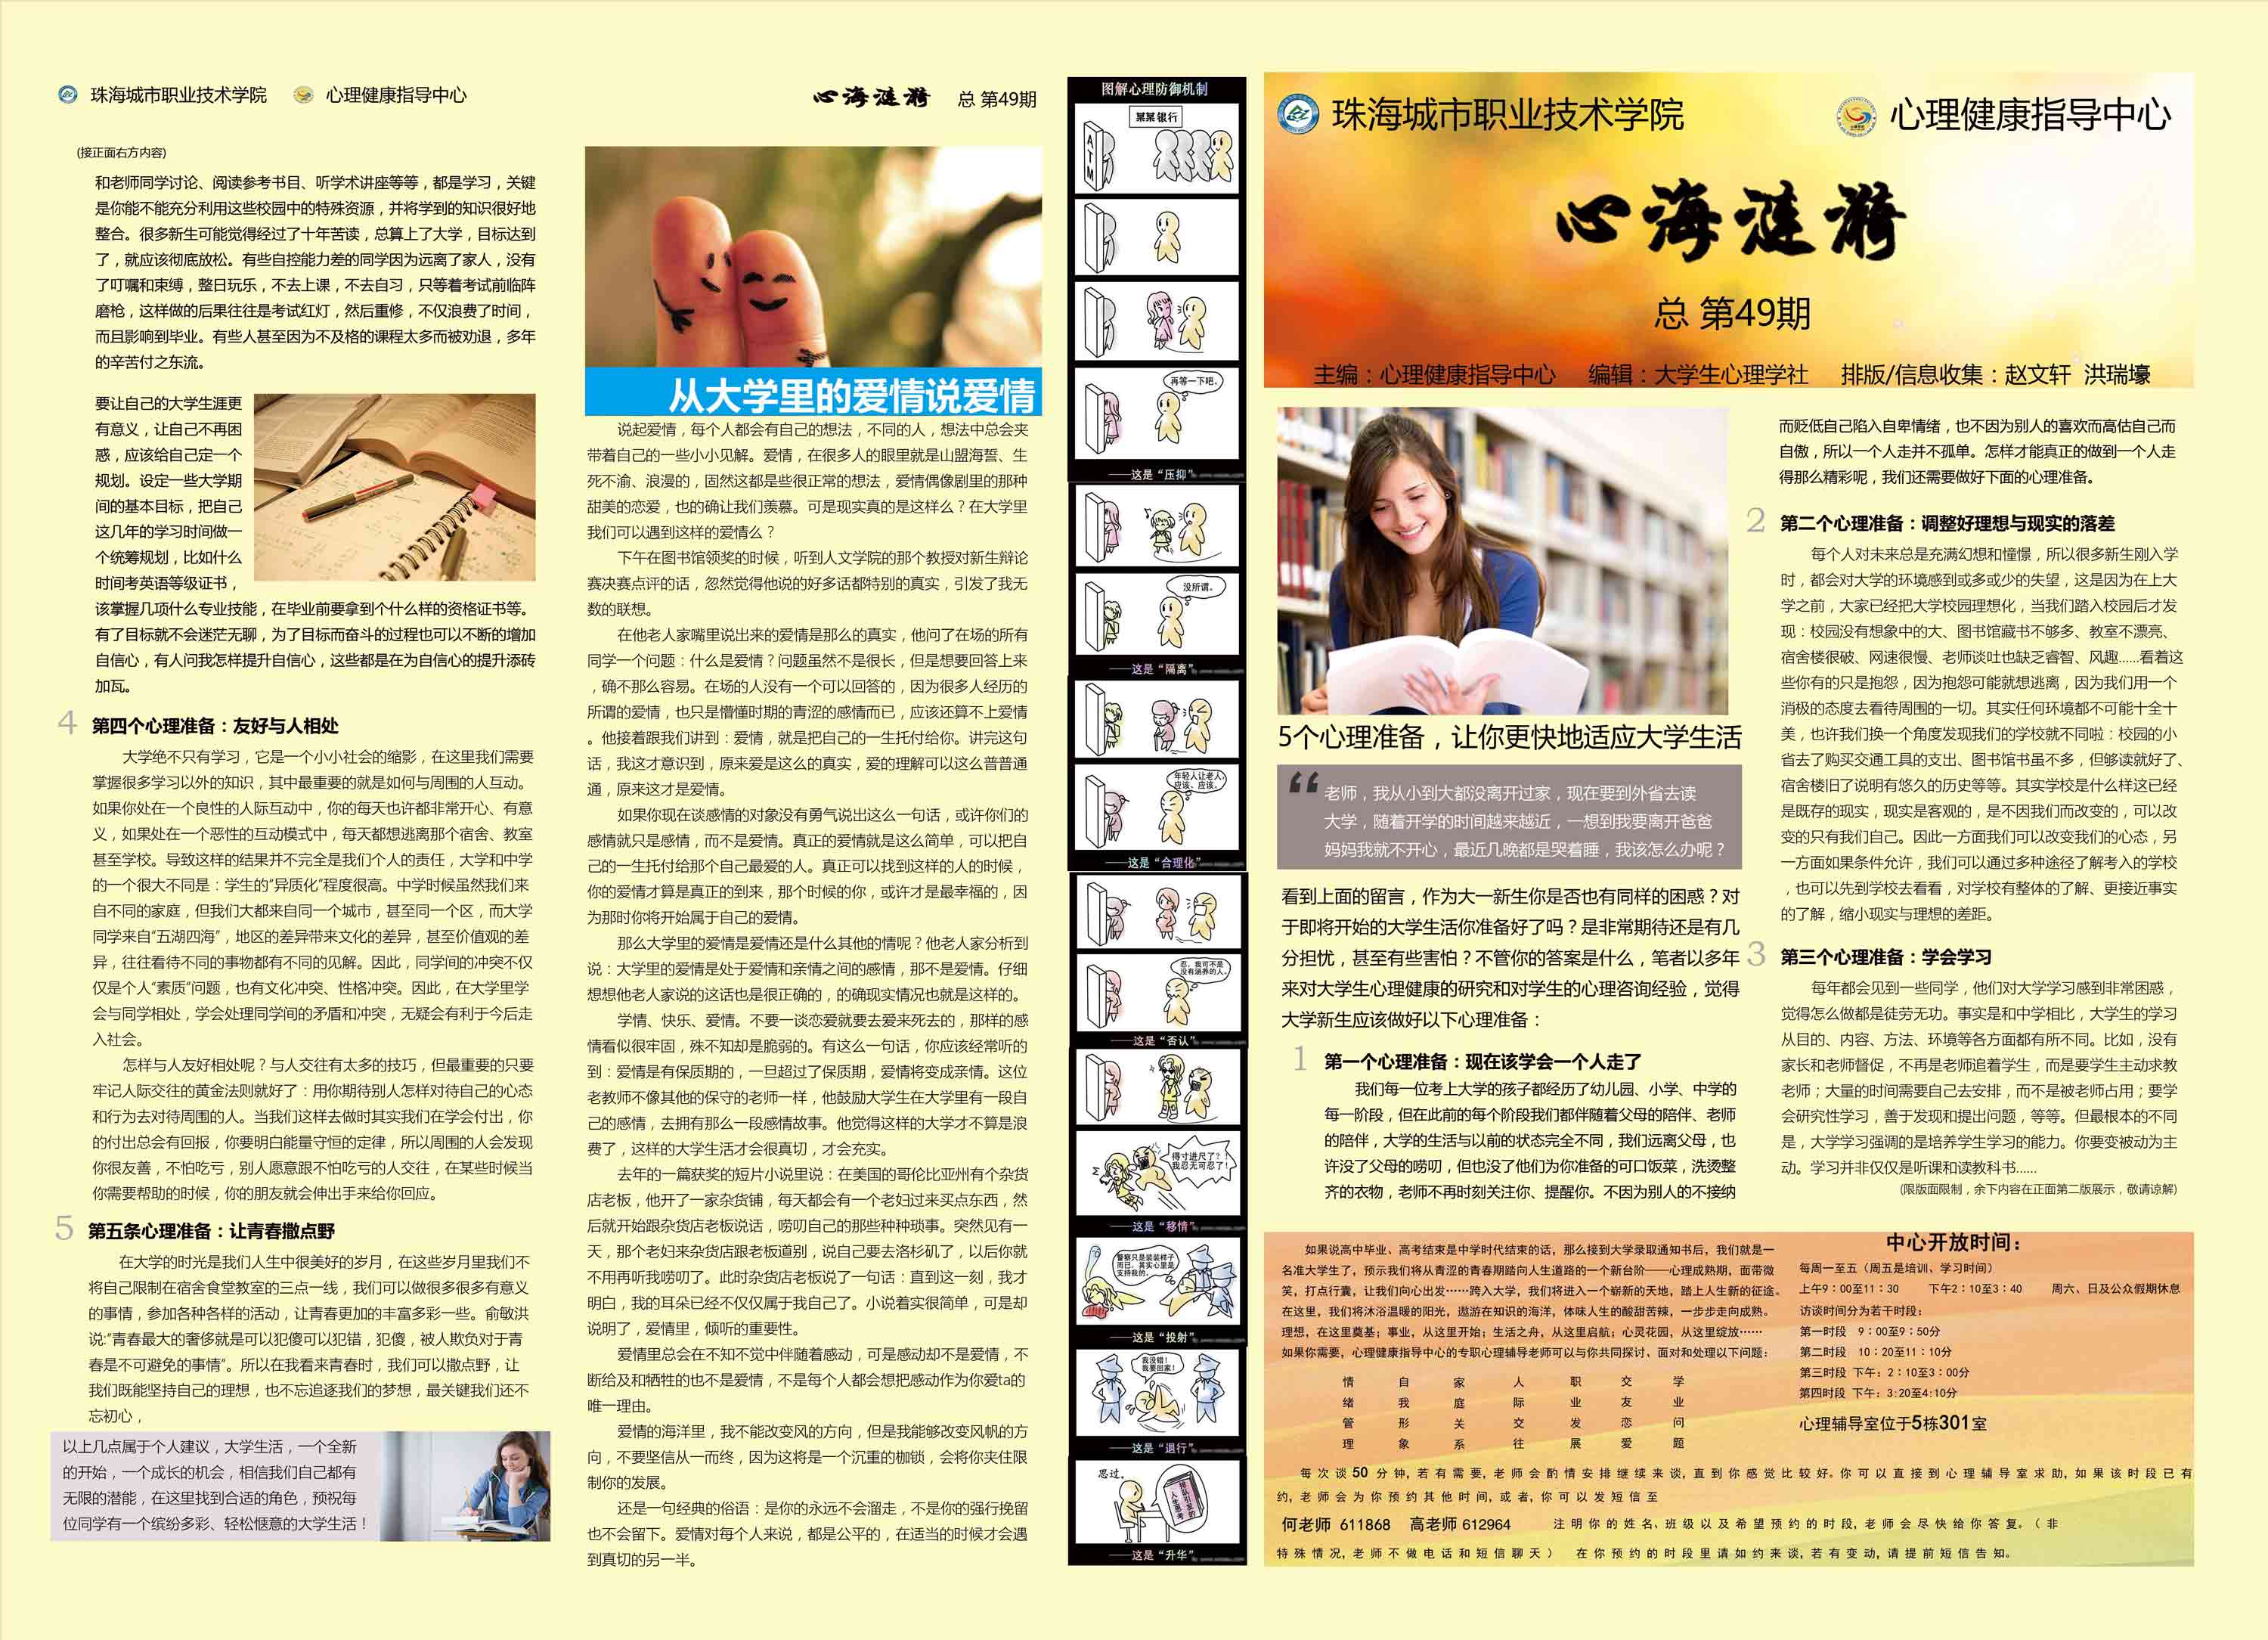 珠海城市职业技术学院
心理健康指导中心
心海涟漪 总 第49期
(接正面右方内容)
和老师同学讨论、阅读参考书目、听学术讲座等等，都是学习，关键
是你能不能充分利用这些校园中的特殊资源，并将学到的知识很好地
整合。很多新生可能觉得经过了十年苦读，总算上了大学，目标达到
了，就应该彻底放松。有些自控能力差的同学因为远离了家人，没有
了叮嘱和束缚，整日玩乐，不去上课，不去自习，只等着考试前临阵
磨枪，这样做的后果往往是考试红灯，然后重修，不仅浪费了时间，
而且影响到毕业。有些人甚至因为不及格的课程太多而被劝退，多年
的辛苦付之东流。
要让自己的大学生涯更
有意义，让自己不再困
惑，应该给自己定一个
规划。设定一些大学期
间的基本目标，把自己
这几年的学习时间做一
个统筹规划，比如什么
时间考英语等级证书，
该掌握几项什么专业技能，在毕业前要拿到个什么样的资格证书等。
有了目标就不会迷茫无聊，为了目标而奋斗的过程也可以不断的增加
自信心，有人问我怎样提升自信心，这些都是在为自信心的提升添砖
加瓦。
4 第四个心理准备：友好与人相处
大学绝不只有学习，它是一个小小社会的缩影，在这里我们需要
掌握很多学习以外的知识，其中最重要的就是如何与周围的人互动。
如果你处在一个良性的人际互动中，你的每天也许都非常开心、有意
义，如果处在一个恶性的互动模式中，每天都想逃离那个宿舍、教室
甚至学校。导致这样的结果并不完全是我们个人的责任，大学和中学
的一个很大不同是：学生的"异质化"程度很高。中学时候虽然我们来
自不同的家庭，但我们大都来自同一个城市，甚至同一个区，而大学
同学来自"五湖四海"，地区的差异带来文化的差异，甚至价值观的差
异，往往看待不同的事物都有不同的见解。因此，同学间的冲突不仅
仅是个人"素质"问题，也有文化冲突、性格冲突。因此，在大学里学
会与同学相处，学会处理同学间的矛盾和冲突，无疑会有利于今后走
入社会。
怎样与人友好相处呢？与人交往有太多的技巧，但最重要的只要
牢记人际交往的黄金法则就好了：用你期待别人怎样对待自己的心态
和行为去对待周围的人。当我们这样去做时其实我们在学会付出，你
的付出总会有回报，你要明白能量守恒的定律，所以周围的人会发现
你很友善，不怕吃亏，别人愿意跟不怕吃亏的人交往，在某些时候当
你需要帮助的时候，你的朋友就会伸出手来给你回应。
5 第五条心理准备：让青春撒点野
在大学的时光是我们人生中很美好的岁月，在这些岁月里我们不
将自己限制在宿舍食堂教室的三点一线，我们可以做很多很多有意义
的事情，参加各种各样的活动，让青春更加的丰富多彩一些。俞敏洪
说:"青春最大的奢侈就是可以犯傻可以犯错，犯傻，被人欺负对于青
春是不可避免的事情"。所以在我看来青春时，我们可以撒点野，让
我们既能坚持自己的理想，也不忘追逐我们的梦想，最关键我们还不
忘初心，
以上几点属于个人建议，大学生活，一个全新
的开始，一个成长的机会，相信我们自己都有
无限的潜能，在这里找到合适的角色，预祝每
位同学有一个缤纷多彩、轻松惬意的大学生活！
从大学里的爱情说爱情
说起爱情，每个人都会有自己的想法，不同的人，想法中总会夹
带着自己的一些小小见解。爱情，在很多人的眼里就是山盟海誓、生
死不渝、浪漫的，固然这都是些很正常的想法，爱情偶像剧里的那种
甜美的恋爱，也的确让我们羡慕。可是现实真的是这样么？在大学里
我们可以遇到这样的爱情么？
下午在图书馆领奖的时候，听到人文学院的那个教授对新生辩论
赛决赛点评的话，忽然觉得他说的好多话都特别的真实，引发了我无
数的联想。
在他老人家嘴里说出来的爱情是那么的真实，他问了在场的所有
同学一个问题：什么是爱情？问题虽然不是很长，但是想要回答上来
，确不那么容易。在场的人没有一个可以回答的，因为很多人经历的
所谓的爱情，也只是懵懂时期的青涩的感情而已，应该还算不上爱情
。他接着跟我们讲到：爱情，就是把自己的一生托付给你。讲完这句
话，我这才意识到，原来爱是这么的真实，爱的理解可以这么普普通
通，原来这才是爱情。
如果你现在谈感情的对象没有勇气说出这么一句话，或许你们的
感情就只是感情，而不是爱情。真正的爱情就是这么简单，可以把自
己的一生托付给那个自己最爱的人。真正可以找到这样的人的时候，
你的爱情才算是真正的到来，那个时候的你，或许才是最幸福的，因
为那时你将开始属于自己的爱情。
那么大学里的爱情是爱情还是什么其他的情呢？他老人家分析到
说：大学里的爱情是处于爱情和亲情之间的感情，那不是爱情。仔细
想想他老人家说的这话也是很正确的，的确现实情况也就是这样的。
学情、快乐、爱情。不要一谈恋爱就要去爱来死去的，那样的感
情看似很牢固，殊不知却是脆弱的。有这么一句话，你应该经常听的
到：爱情是有保质期的，一旦超过了保质期，爱情将变成亲情。这位
老教师不像其他的保守的老师一样，他鼓励大学生在大学里有一段自
己的感情，去拥有那么一段感情故事。他觉得这样的大学才不算是浪
费了，这样的大学生活才会很真切，才会充实。
去年的一篇获奖的短片小说里说：在美国的哥伦比亚州有个杂货
店老板，他开了一家杂货铺，每天都会有一个老妇过来买点东西，然
后就开始跟杂货店老板说话，唠叨自己的那些种种琐事。突然见有一
天，那个老妇来杂货店跟老板道别，说自己要去洛杉矶了，以后你就
不用再听我唠叨了。此时杂货店老板说了一句话：直到这一刻，我才
明白，我的耳朵已经不仅仅属于我自己了。小说着实很简单，可是却
说明了，爱情里，倾听的重要性。
爱情里总会在不知不觉中伴随着感动，可是感动却不是爱情，不
断给及和牺牲的也不是爱情，不是每个人都会想把感动作为你爱ta的
唯一理由。
爱情的海洋里，我不能改变风的方向，但是我能够改变风帆的方
向，不要坚信从一而终，因为这将是一个沉重的枷锁，会将你夹住限
制你的发展。
还是一句经典的俗语：是你的永远不会溜走，不是你的强行挽留
也不会留下。爱情对每个人来说，都是公平的，在适当的时候才会遇
到真切的另一半。
图解心理防御机制
某某银行
ATM
再等一下吧。
——这是“压抑”
没所谓。
——这是“隔离”
年轻人让老人，
应该、应该。
——这是“合理化”
忍，我可不是
没有涵养的人。
——这是“否认”
得寸进尺了？！
我忍无可忍了！
——这是“移情”
警察只是装装样子
而已，其实心里是
支持我的。
——这是“投射”
我没错！
我要回家！
——这是“退行”
思过。
排队引发的
人生思考
——这是“升华”
珠海城市职业技术学院
心理健康指导中心
心海涟漪
总 第49期
主编：心理健康指导中心 编辑：大学生心理学社 排版/信息收集：赵文轩 洪瑞壕
5个心理准备，让你更快地适应大学生活
“ 老师，我从小到大都没离开过家，现在要到外省去读
大学，随着开学的时间越来越近，一想到我要离开爸爸
妈妈我就不开心，最近几晚都是哭着睡，我该怎么办呢？
看到上面的留言，作为大一新生你是否也有同样的困惑？对
于即将开始的大学生活你准备好了吗？是非常期待还是有几
分担忧，甚至有些害怕？不管你的答案是什么，笔者以多年
来对大学生心理健康的研究和对学生的心理咨询经验，觉得
大学新生应该做好以下心理准备：
1 第一个心理准备：现在该学会一个人走了
我们每一位考上大学的孩子都经历了幼儿园、小学、中学的
每一阶段，但在此前的每个阶段我们都伴随着父母的陪伴、老师
的陪伴，大学的生活与以前的状态完全不同，我们远离父母，也
许没了父母的唠叨，但也没了他们为你准备的可口饭菜，洗烫整
齐的衣物，老师不再时刻关注你、提醒你。不因为别人的不接纳
而贬低自己陷入自卑情绪，也不因为别人的喜欢而高估自己而
自傲，所以一个人走并不孤单。怎样才能真正的做到一个人走
得那么精彩呢，我们还需要做好下面的心理准备。
2 第二个心理准备：调整好理想与现实的落差
每个人对未来总是充满幻想和憧憬，所以很多新生刚入学
时，都会对大学的环境感到或多或少的失望，这是因为在上大
学之前，大家已经把大学校园理想化，当我们踏入校园后才发
现：校园没有想象中的大、图书馆藏书不够多、教室不漂亮、
宿舍楼很破、网速很慢、老师谈吐也缺乏睿智、风趣......看着这
些你有的只是抱怨，因为抱怨可能就想逃离，因为我们用一个
消极的态度去看待周围的一切。其实任何环境都不可能十全十
美，也许我们换一个角度发现我们的学校就不同啦：校园的小
省去了购买交通工具的支出、图书馆书虽不多，但够读就好了、
宿舍楼旧了说明有悠久的历史等等。其实学校是什么样这已经
是既存的现实，现实是客观的，是不因我们而改变的，可以改
变的只有我们自己。因此一方面我们可以改变我们的心态，另
一方面如果条件允许，我们可以通过多种途径了解考入的学校
，也可以先到学校去看看，对学校有整体的了解、更接近事实
的了解，缩小现实与理想的差距。
3 第三个心理准备：学会学习
每年都会见到一些同学，他们对大学学习感到非常困惑，
觉得怎么做都是徒劳无功。事实是和中学相比，大学生的学习
从目的、内容、方法、环境等各方面都有所不同。比如，没有
家长和老师督促，不再是老师追着学生，而是要学生主动求教
老师；大量的时间需要自己去安排，而不是被老师占用；要学
会研究性学习，善于发现和提出问题，等等。但最根本的不同
是，大学学习强调的是培养学生学习的能力。你要变被动为主
动。学习并非仅仅是听课和读教科书......
(限版面限制，余下内容在正面第二版展示，敬请谅解)
如果说高中毕业、高考结束是中学时代结束的话，那么接到大学录取通知书后，我们就是一
名准大学生了，预示我们将从青涩的青春期踏向人生道路的一个新台阶——心理成熟期，面带微
笑，打点行囊，让我们向心出发……跨入大学，我们将进入一个崭新的天地，踏上人生新的征途。
在这里，我们将沐浴温暖的阳光，遨游在知识的海洋，体味人生的酸甜苦辣，一步步走向成熟。
理想，在这里奠基；事业，从这里开始；生活之舟，从这里启航；心灵花园，从这里绽放……
如果你需要，心理健康指导中心的专职心理辅导老师可以与你共同探讨、面对和处理以下问题：
情 自 家 人 职 交 学
绪 我 庭 际 业 友 业
管 形 关 交 发 恋 问
理 象 系 往 展 爱 题
中心开放时间：
每周一至五（周五是培训、学习时间）
上午9：00至11：30 下午2：10至3：40 周六、日及公众假期休息
访谈时间分为若干时段：
第一时段 9：00至9：50分
第二时段 10：20至11：10分
第三时段 下午：2：10至3：00分
第四时段 下午：3:20至4:10分
心理辅导室位于5栋301室
每次谈50分钟,若有需要,老师会酌情安排继续来谈,直到你感觉比较好。你可以直接到心理辅导室求助,如果该时段已有
约,老师会为你预约其他时间,或者,你可以发短信至
何老师 611868 高老师 612964 注明你的姓名、班级以及希望预约的时段,老师会尽快给你答复。（非
特殊情况,老师不做电话和短信聊天） 在你预约的时段里请如约来谈,若有变动,请提前短信告知。